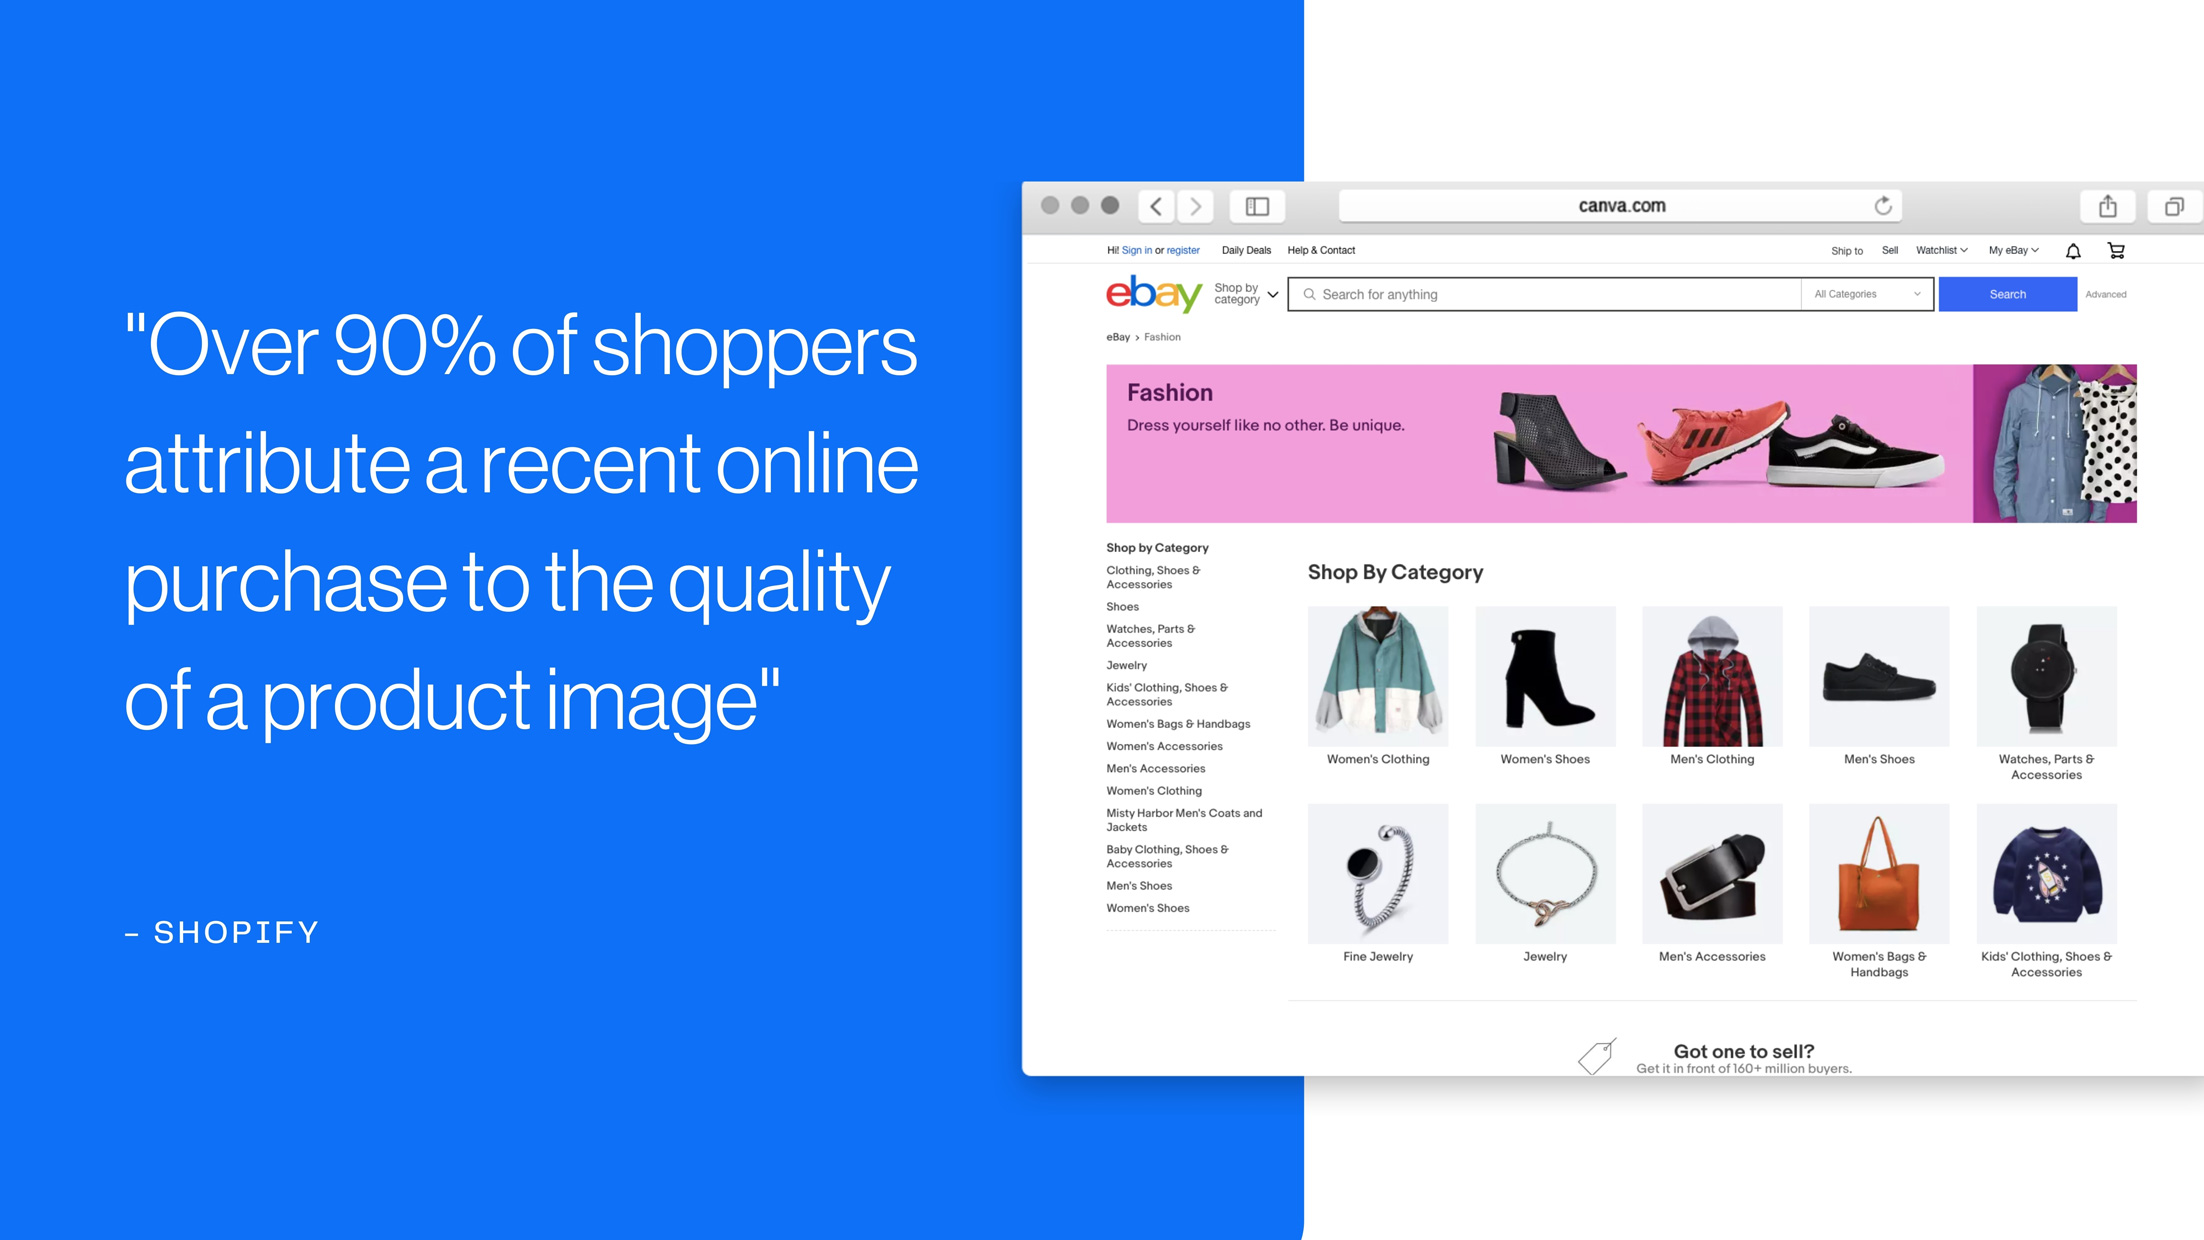 "Over 90% of shoppers
attribute a recent online
purchase to the quality
of a product image"
– SHOPIFY
canva.com
Hi! Sign in or register Daily Deals Help & Contact Ship to Sell Watchlist My eBay
ebay Shop by category Search for anything All Categories Search Advanced
eBay > Fashion
Fashion
Dress yourself like no other. Be unique.
Shop by Category
Clothing, Shoes &
Accessories
Shoes
Watches, Parts &
Accessories
Jewelry
Kids' Clothing, Shoes &
Accessories
Women's Bags & Handbags
Women's Accessories
Men's Accessories
Women's Clothing
Misty Harbor Men's Coats and
Jackets
Baby Clothing, Shoes &
Accessories
Men's Shoes
Women's Shoes
Shop By Category
Women's Clothing
Women's Shoes
Men's Clothing
Men's Shoes
Watches, Parts &
Accessories
Fine Jewelry
Jewelry
Men's Accessories
Women's Bags &
Handbags
Kids' Clothing, Shoes &
Accessories
Got one to sell?
Get it in front of 160+ million buyers.